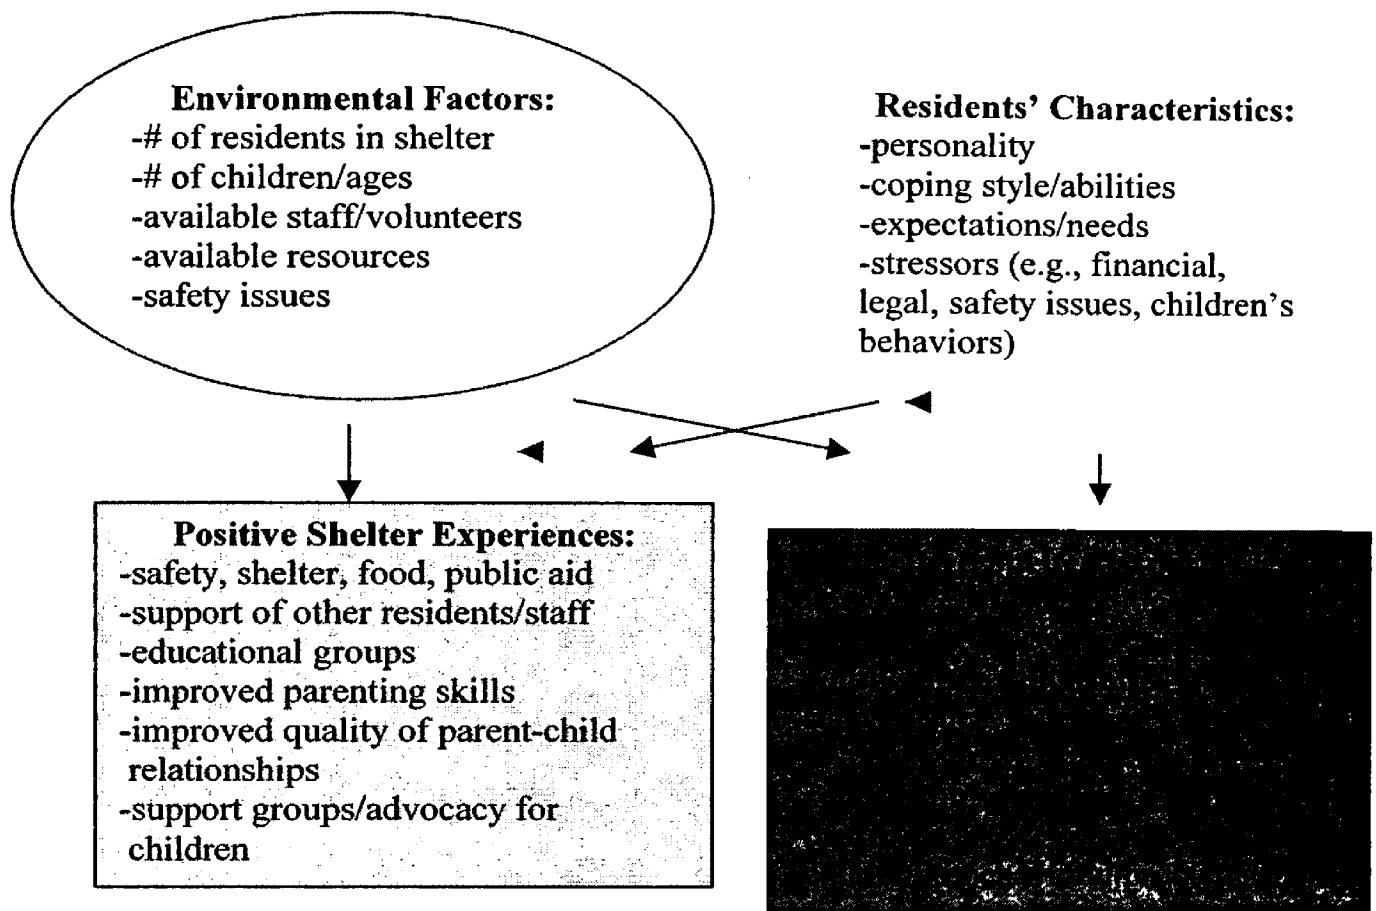 Environmental Factors:
-# of residents in shelter
-# of children/ages
-available staff/volunteers
-available resources
-safety issues
Residents’ Characteristics:
-personality
-coping style/abilities
-expectations/needs
-stressors (e.g., financial,
legal, safety issues, children’s
behaviors)
Positive Shelter Experiences:
-safety, shelter, food, public aid
-support of other residents/staff
-educational groups
-improved parenting skills
-improved quality of parent-child
relationships
-support groups/advocacy for
children